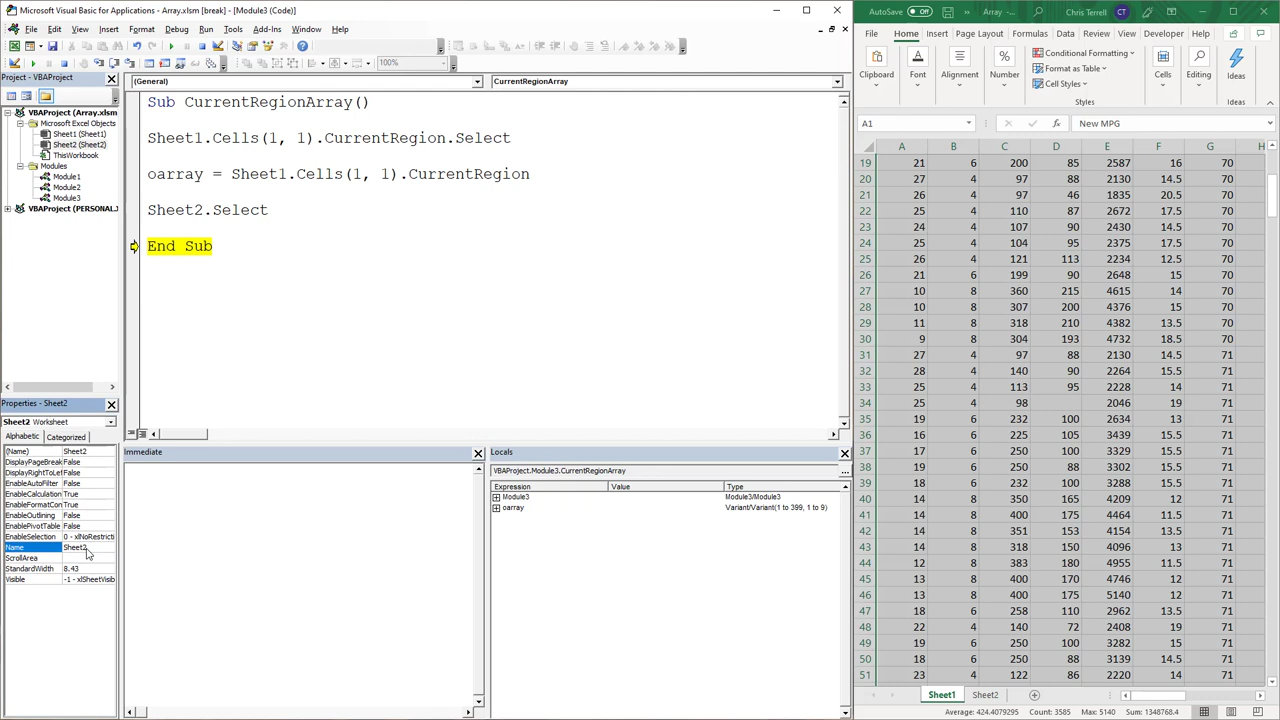 Microsoft Visual Basic for Applications - Array.xlsm [break] - [Module3 (Code)]
File Edit View Insert Format Debug Run Tools Add-Ins Window Help
100%
Project - VBAProject
VBAProject (Array.xlsm
Microsoft Excel Objects
Sheet1 (Sheet1)
Sheet2 (Sheet2)
ThisWorkbook
Modules
Module1
Module2
Module3
VBAProject (PERSONAL.
(General)
CurrentRegionArray
Sub CurrentRegionArray()
Sheet1.Cells(1, 1).CurrentRegion.Select
oarray = Sheet1.Cells(1, 1).CurrentRegion
Sheet2.Select
End Sub
Properties - Sheet2
Sheet2 Worksheet
Alphabetic Categorized
(Name) Sheet2
DisplayPageBreak False
DisplayRightToLef False
EnableAutoFilter False
EnableCalculation True
EnableFormatCon True
EnableOutlining False
EnablePivotTable False
EnableSelection 0 - xlNoRestricti
Name Sheet2
ScrollArea
StandardWidth 8.43
Visible -1 - xlSheetVisib
Immediate
Locals
VBAProject.Module3.CurrentRegionArray
...
Expression Value Type
Module3 Module3/Module3
oarray Variant/Variant(1 to 399, 1 to 9)
AutoSave Off Array - ... Chris Terrell CT
File Home Insert Page Layout Formulas Data Review View Developer Help
Clipboard Font Alignment Number
Conditional Formatting
Format as Table
Cell Styles
Styles
Cells Editing Ideas
Ideas
A1 fx New MPG
A B C D E F G H
19 21 6 200 85 2587 16 70
20 27 4 97 88 2130 14.5 70
21 26 4 97 46 1835 20.5 70
22 25 4 110 87 2672 17.5 70
23 24 4 107 90 2430 14.5 70
24 25 4 104 95 2375 17.5 70
25 26 4 121 113 2234 12.5 70
26 21 6 199 90 2648 15 70
27 10 8 360 215 4615 14 70
28 10 8 307 200 4376 15 70
29 11 8 318 210 4382 13.5 70
30 9 8 304 193 4732 18.5 70
31 27 4 97 88 2130 14.5 71
32 28 4 140 90 2264 15.5 71
33 25 4 113 95 2228 14 71
34 25 4 98 2046 19 71
35 19 6 232 100 2634 13 71
36 16 6 225 105 3439 15.5 71
37 17 6 250 100 3329 15.5 71
38 19 6 250 88 3302 15.5 71
39 18 6 232 100 3288 15.5 71
40 14 8 350 165 4209 12 71
41 14 8 400 175 4464 11.5 71
42 14 8 351 153 4154 13.5 71
43 14 8 318 150 4096 13 71
44 12 8 383 180 4955 11.5 71
45 13 8 400 170 4746 12 71
46 13 8 400 175 5140 12 71
47 18 6 258 110 2962 13.5 71
48 22 4 140 72 2408 19 71
49 19 6 250 100 3282 15 71
50 18 6 250 88 3139 14.5 71
51 23 4 122 86 2220 14 71
Sheet1 Sheet2
Average: 424.4079295 Count: 3585 Max: 5140 Sum: 1348768.4